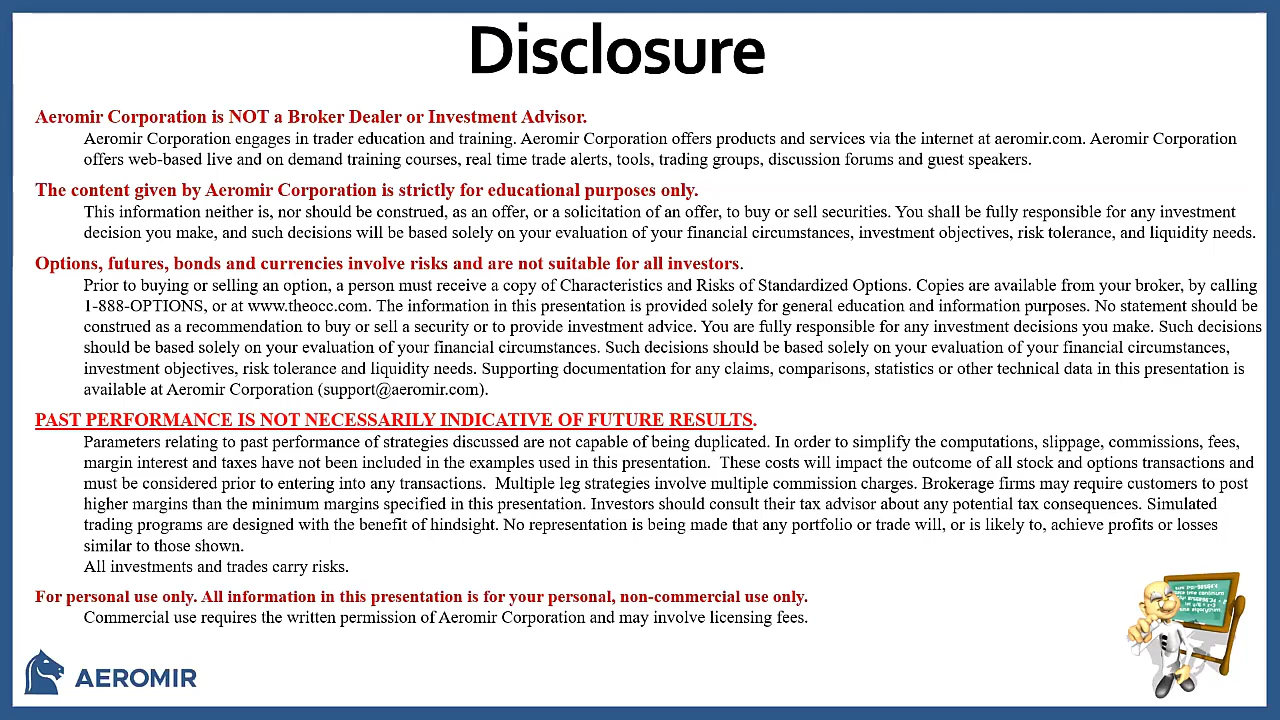 Disclosure
Aeromir Corporation is NOT a Broker Dealer or Investment Advisor.
Aeromir Corporation engages in trader education and training. Aeromir Corporation offers products and services via the internet at aeromir.com. Aeromir Corporation
offers web-based live and on demand training courses, real time trade alerts, tools, trading groups, discussion forums and guest speakers.
The content given by Aeromir Corporation is strictly for educational purposes only.
This information neither is, nor should be construed, as an offer, or a solicitation of an offer, to buy or sell securities. You shall be fully responsible for any investment
decision you make, and such decisions will be based solely on your evaluation of your financial circumstances, investment objectives, risk tolerance, and liquidity needs.
Options, futures, bonds and currencies involve risks and are not suitable for all investors.
Prior to buying or selling an option, a person must receive a copy of Characteristics and Risks of Standardized Options. Copies are available from your broker, by calling
1-888-OPTIONS, or at www.theocc.com. The information in this presentation is provided solely for general education and information purposes. No statement should be
construed as a recommendation to buy or sell a security or to provide investment advice. You are fully responsible for any investment decisions you make. Such decisions
should be based solely on your evaluation of your financial circumstances. Such decisions should be based solely on your evaluation of your financial circumstances,
investment objectives, risk tolerance and liquidity needs. Supporting documentation for any claims, comparisons, statistics or other technical data in this presentation is
available at Aeromir Corporation (support@aeromir.com).
PAST PERFORMANCE IS NOT NECESSARILY INDICATIVE OF FUTURE RESULTS.
Parameters relating to past performance of strategies discussed are not capable of being duplicated. In order to simplify the computations, slippage, commissions, fees,
margin interest and taxes have not been included in the examples used in this presentation.  These costs will impact the outcome of all stock and options transactions and
must be considered prior to entering into any transactions.  Multiple leg strategies involve multiple commission charges. Brokerage firms may require customers to post
higher margins than the minimum margins specified in this presentation. Investors should consult their tax advisor about any potential tax consequences. Simulated
trading programs are designed with the benefit of hindsight. No representation is being made that any portfolio or trade will, or is likely to, achieve profits or losses
similar to those shown.
All investments and trades carry risks.
For personal use only. All information in this presentation is for your personal, non-commercial use only.
Commercial use requires the written permission of Aeromir Corporation and may involve licensing fees.
AEROMIR